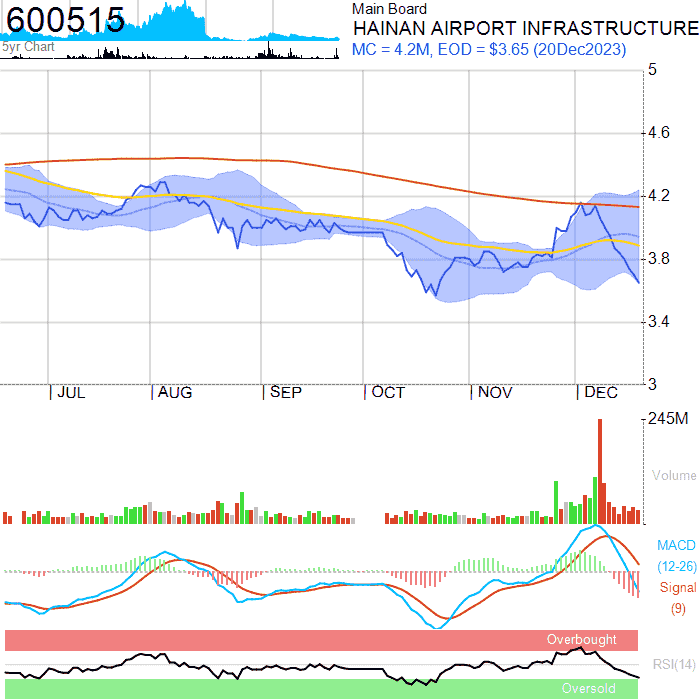 600515
5yr Chart
Main Board
HAINAN AIRPORT INFRASTRUCTURE
MC = 4.2M, EOD = $3.65 (20Dec2023)
5
4.6
4.2
3.8
3.4
3
JUL AUG SEP OCT NOV DEC
245M
Volume
MACD
(12-26)
Signal
(9)
Overbought
RSI(14)
Oversold